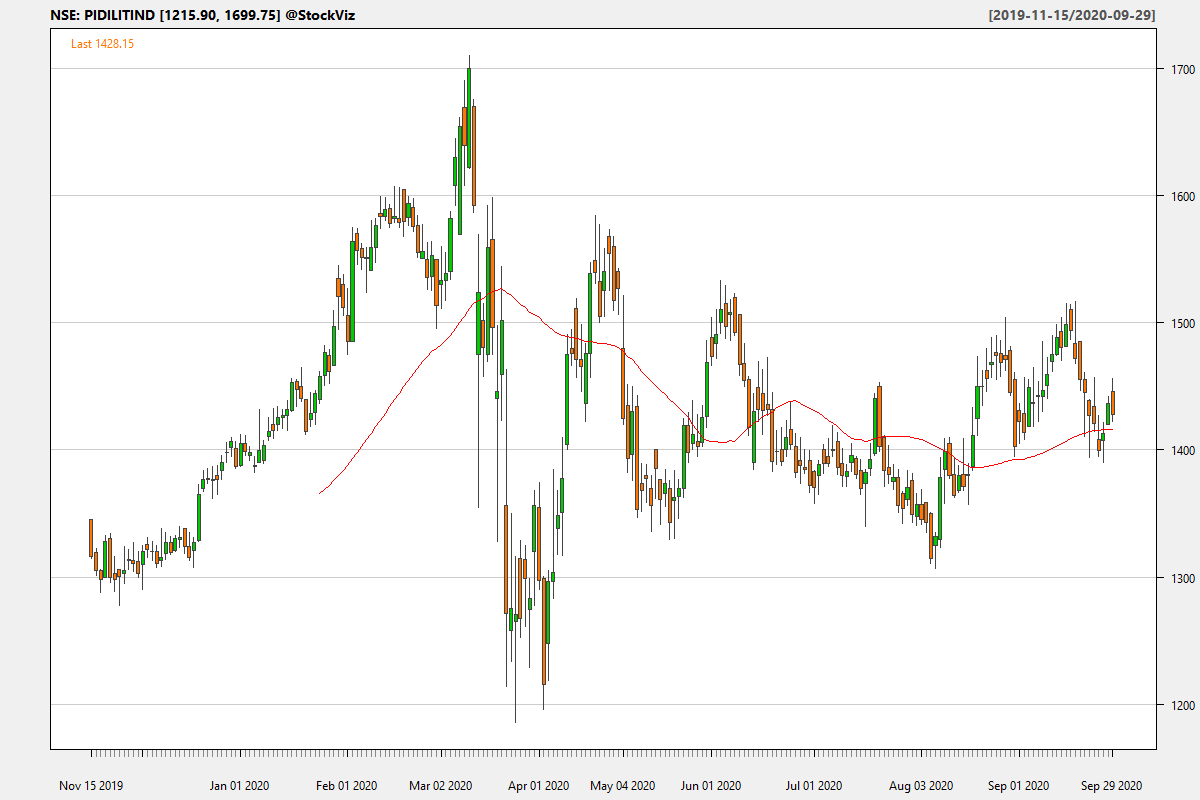 NSE: PIDILITIND [1215.90, 1699.75] @StockViz [2019-11-15/2020-09-29]
Last 1428.15
1700
1600
1500
1400
1300
1200
Nov 15 2019 Jan 01 2020 Feb 01 2020 Mar 02 2020 Apr 01 2020 May 04 2020 Jun 01 2020 Jul 01 2020 Aug 03 2020 Sep 01 2020 Sep 29 2020